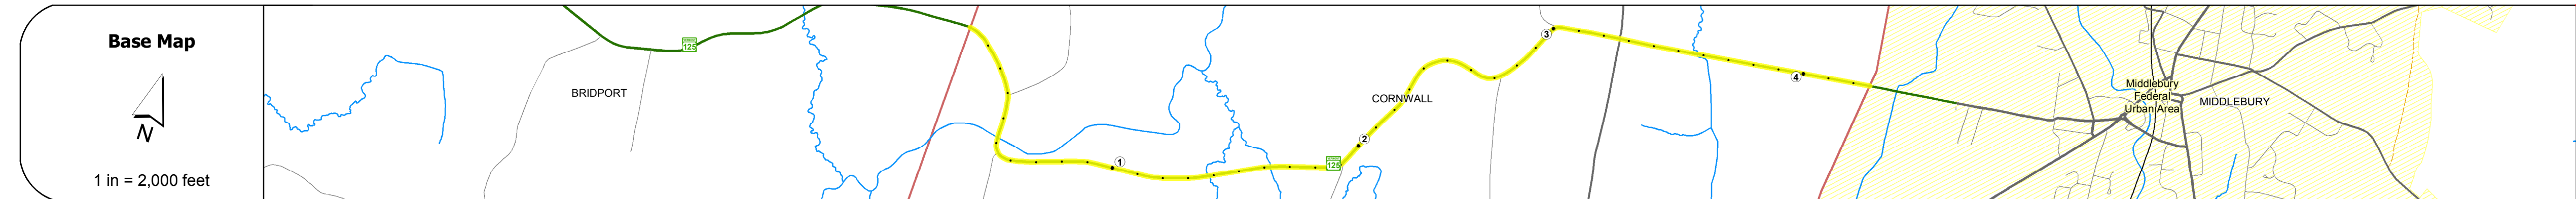 Base Map
N
1 in = 2,000 feet
BRIDPORT
125
1
125
2
CORNWALL
3
4
Middlebury
Federal
Urban Area
MIDDLEBURY